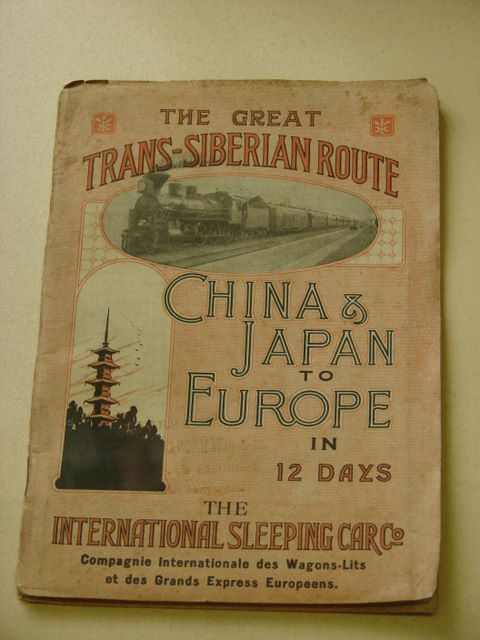 THE GREAT
TRANS-SIBERIAN ROUTE
CHINA &
JAPAN
TO
EUROPE
IN
12 DAYS
THE
INTERNATIONAL SLEEPING CAR Co
Compagnie Internationale des Wagons-Lits
et des Grands Express Europeens.